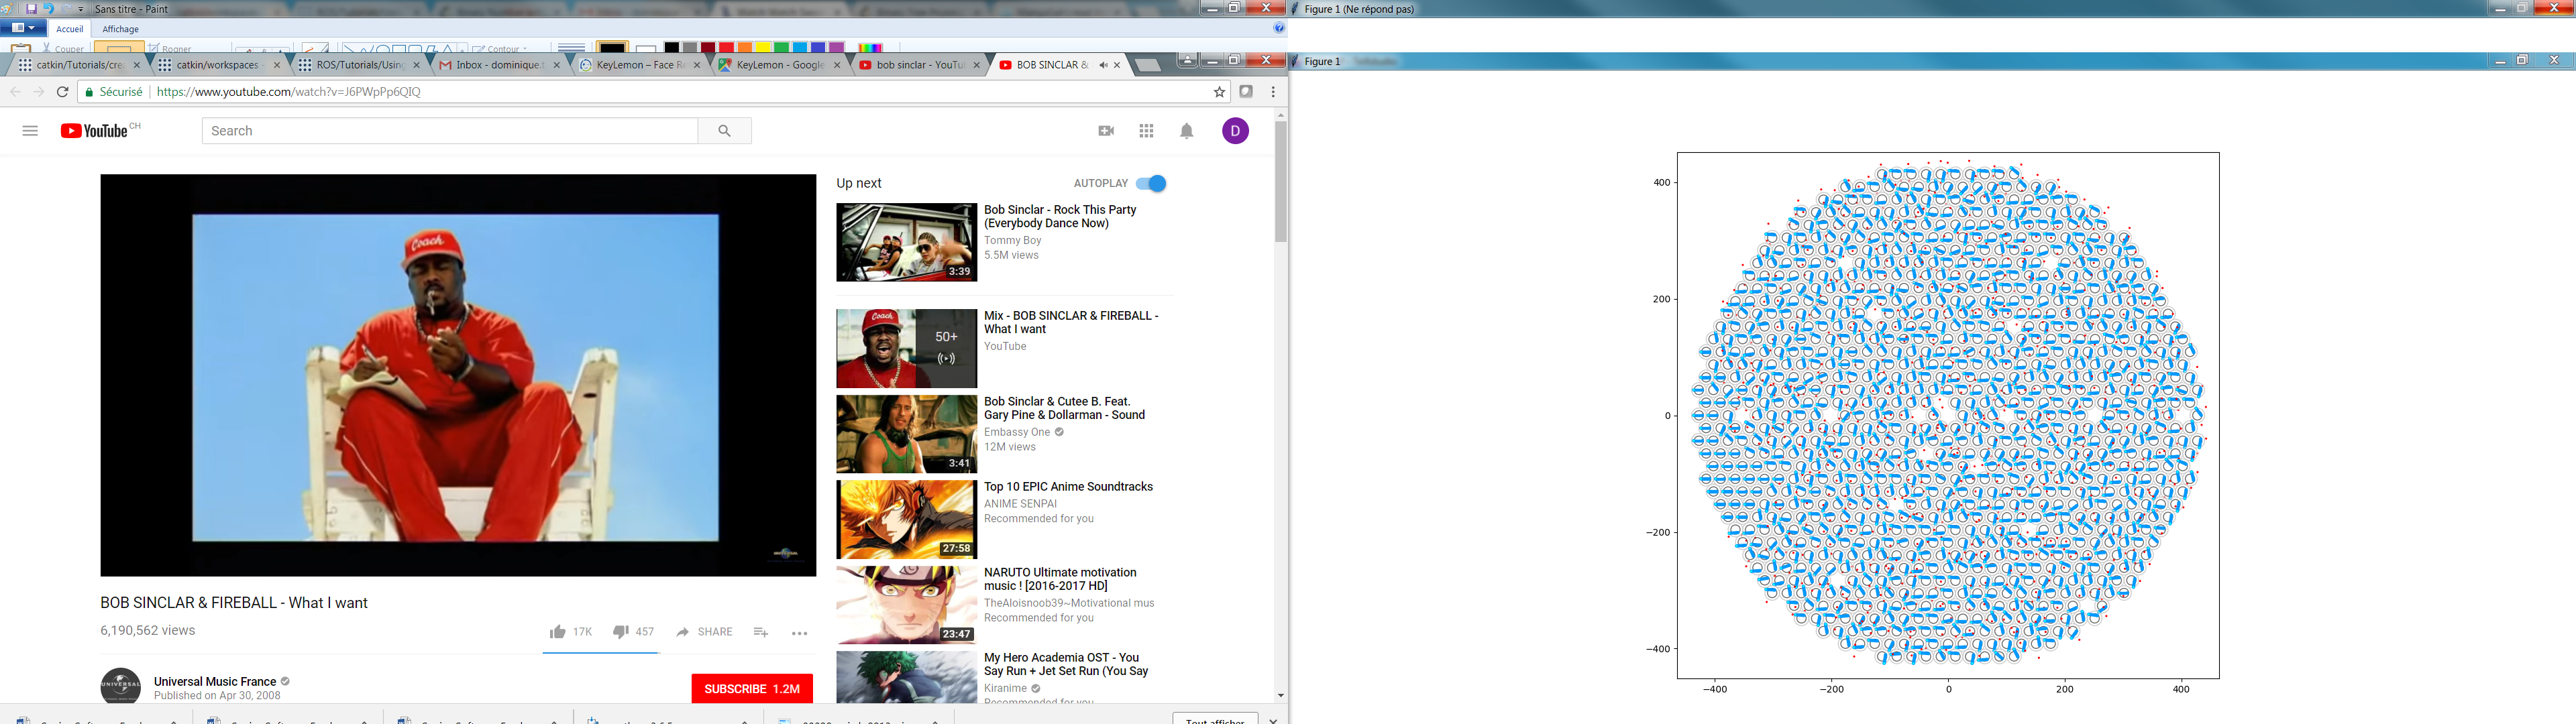 Sans titre - Paint
Accueil Affichage
Couper Rogner Contour
catkin/Tutorials/cre catkin/workspaces - ROS/Tutorials/Using Inbox - dominique.t KeyLemon – Face Re KeyLemon - Google bob sinclar - YouTu BOB SINCLAR &
Sécurisé https://www.youtube.com/watch?v=J6PWpPp6QIQ
YouTube CH
Search
D
Coach
BOB SINCLAR & FIREBALL - What I want
6,190,562 views
17K 457 SHARE
UNIVERSAL
Universal Music France
Published on Apr 30, 2008
SUBSCRIBE 1.2M
Up next AUTOPLAY
3:39
Bob Sinclar - Rock This Party
(Everybody Dance Now)
Tommy Boy
5.5M views
Coach
50+
Mix - BOB SINCLAR & FIREBALL -
What I want
YouTube
3:41
Bob Sinclar & Cutee B. Feat.
Gary Pine & Dollarman - Sound
Embassy One
12M views
27:58
Top 10 EPIC Anime Soundtracks
ANIME SENPAI
Recommended for you
23:47
NARUTO Ultimate motivation
music ! [2016-2017 HD]
TheAloisnoob39~Motivational mus
Recommended for you
My Hero Academia OST - You
Say Run + Jet Set Run (You Say
Kiranime
Recommended for you
Tout afficher
Figure 1 (Ne répond pas)
Figure 1
400
200
0
−200
−400
−400 −200 0 200 400